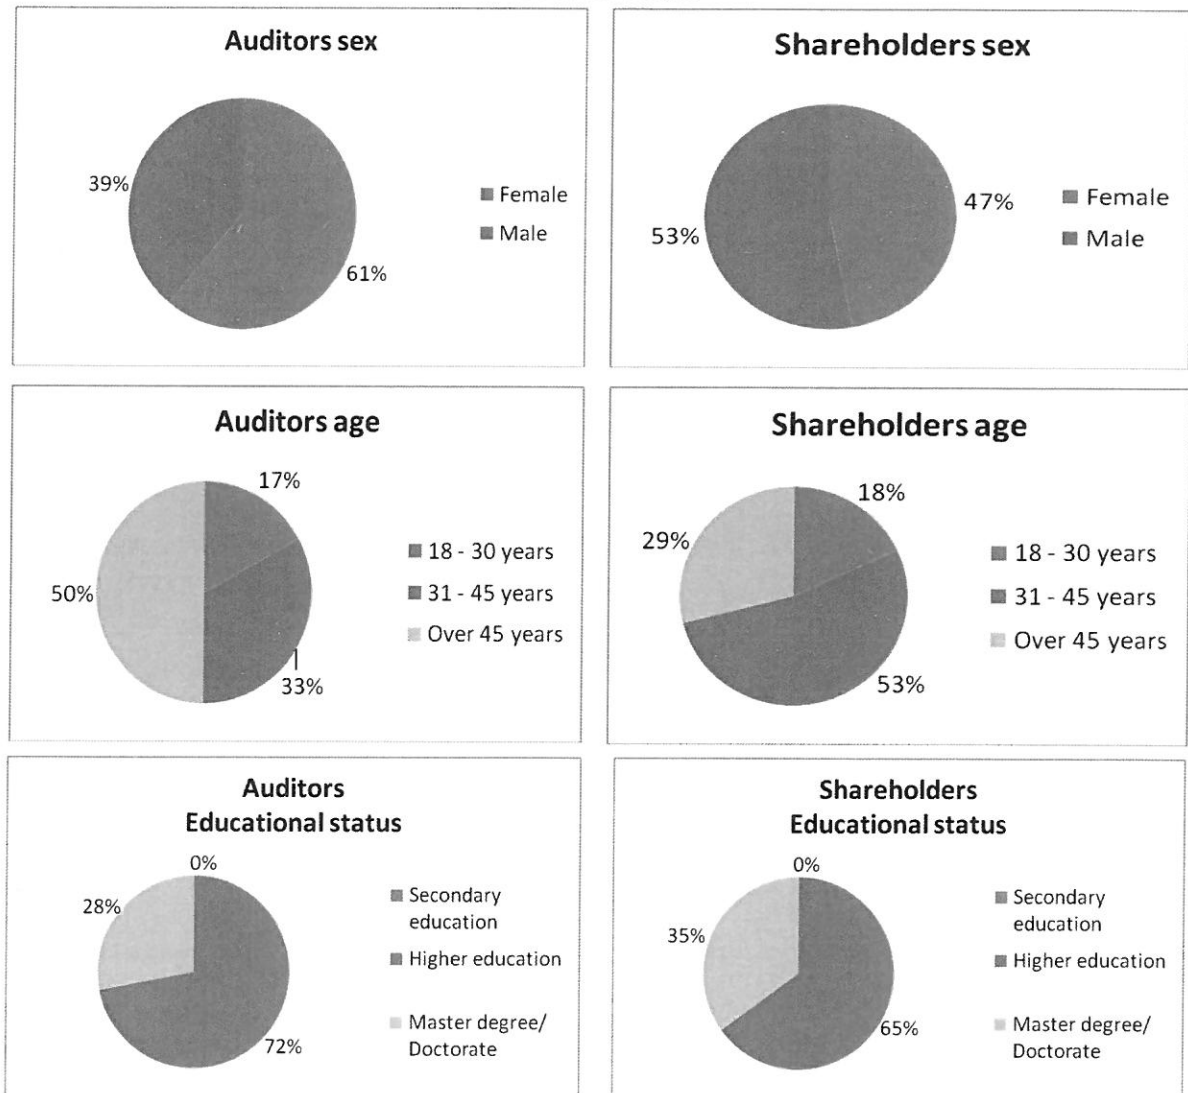 Auditors sex
39%
61%
Female
Male
Shareholders sex
53%
47%
Female
Male
Auditors age
17%
50%
33%
18 - 30 years
31 - 45 years
Over 45 years
Shareholders age
18%
29%
53%
18 - 30 years
31 - 45 years
Over 45 years
Auditors
Educational status
0%
28%
72%
Secondary
education
Higher education
Master degree/
Doctorate
Shareholders
Educational status
0%
35%
65%
Secondary
education
Higher education
Master degree/
Doctorate